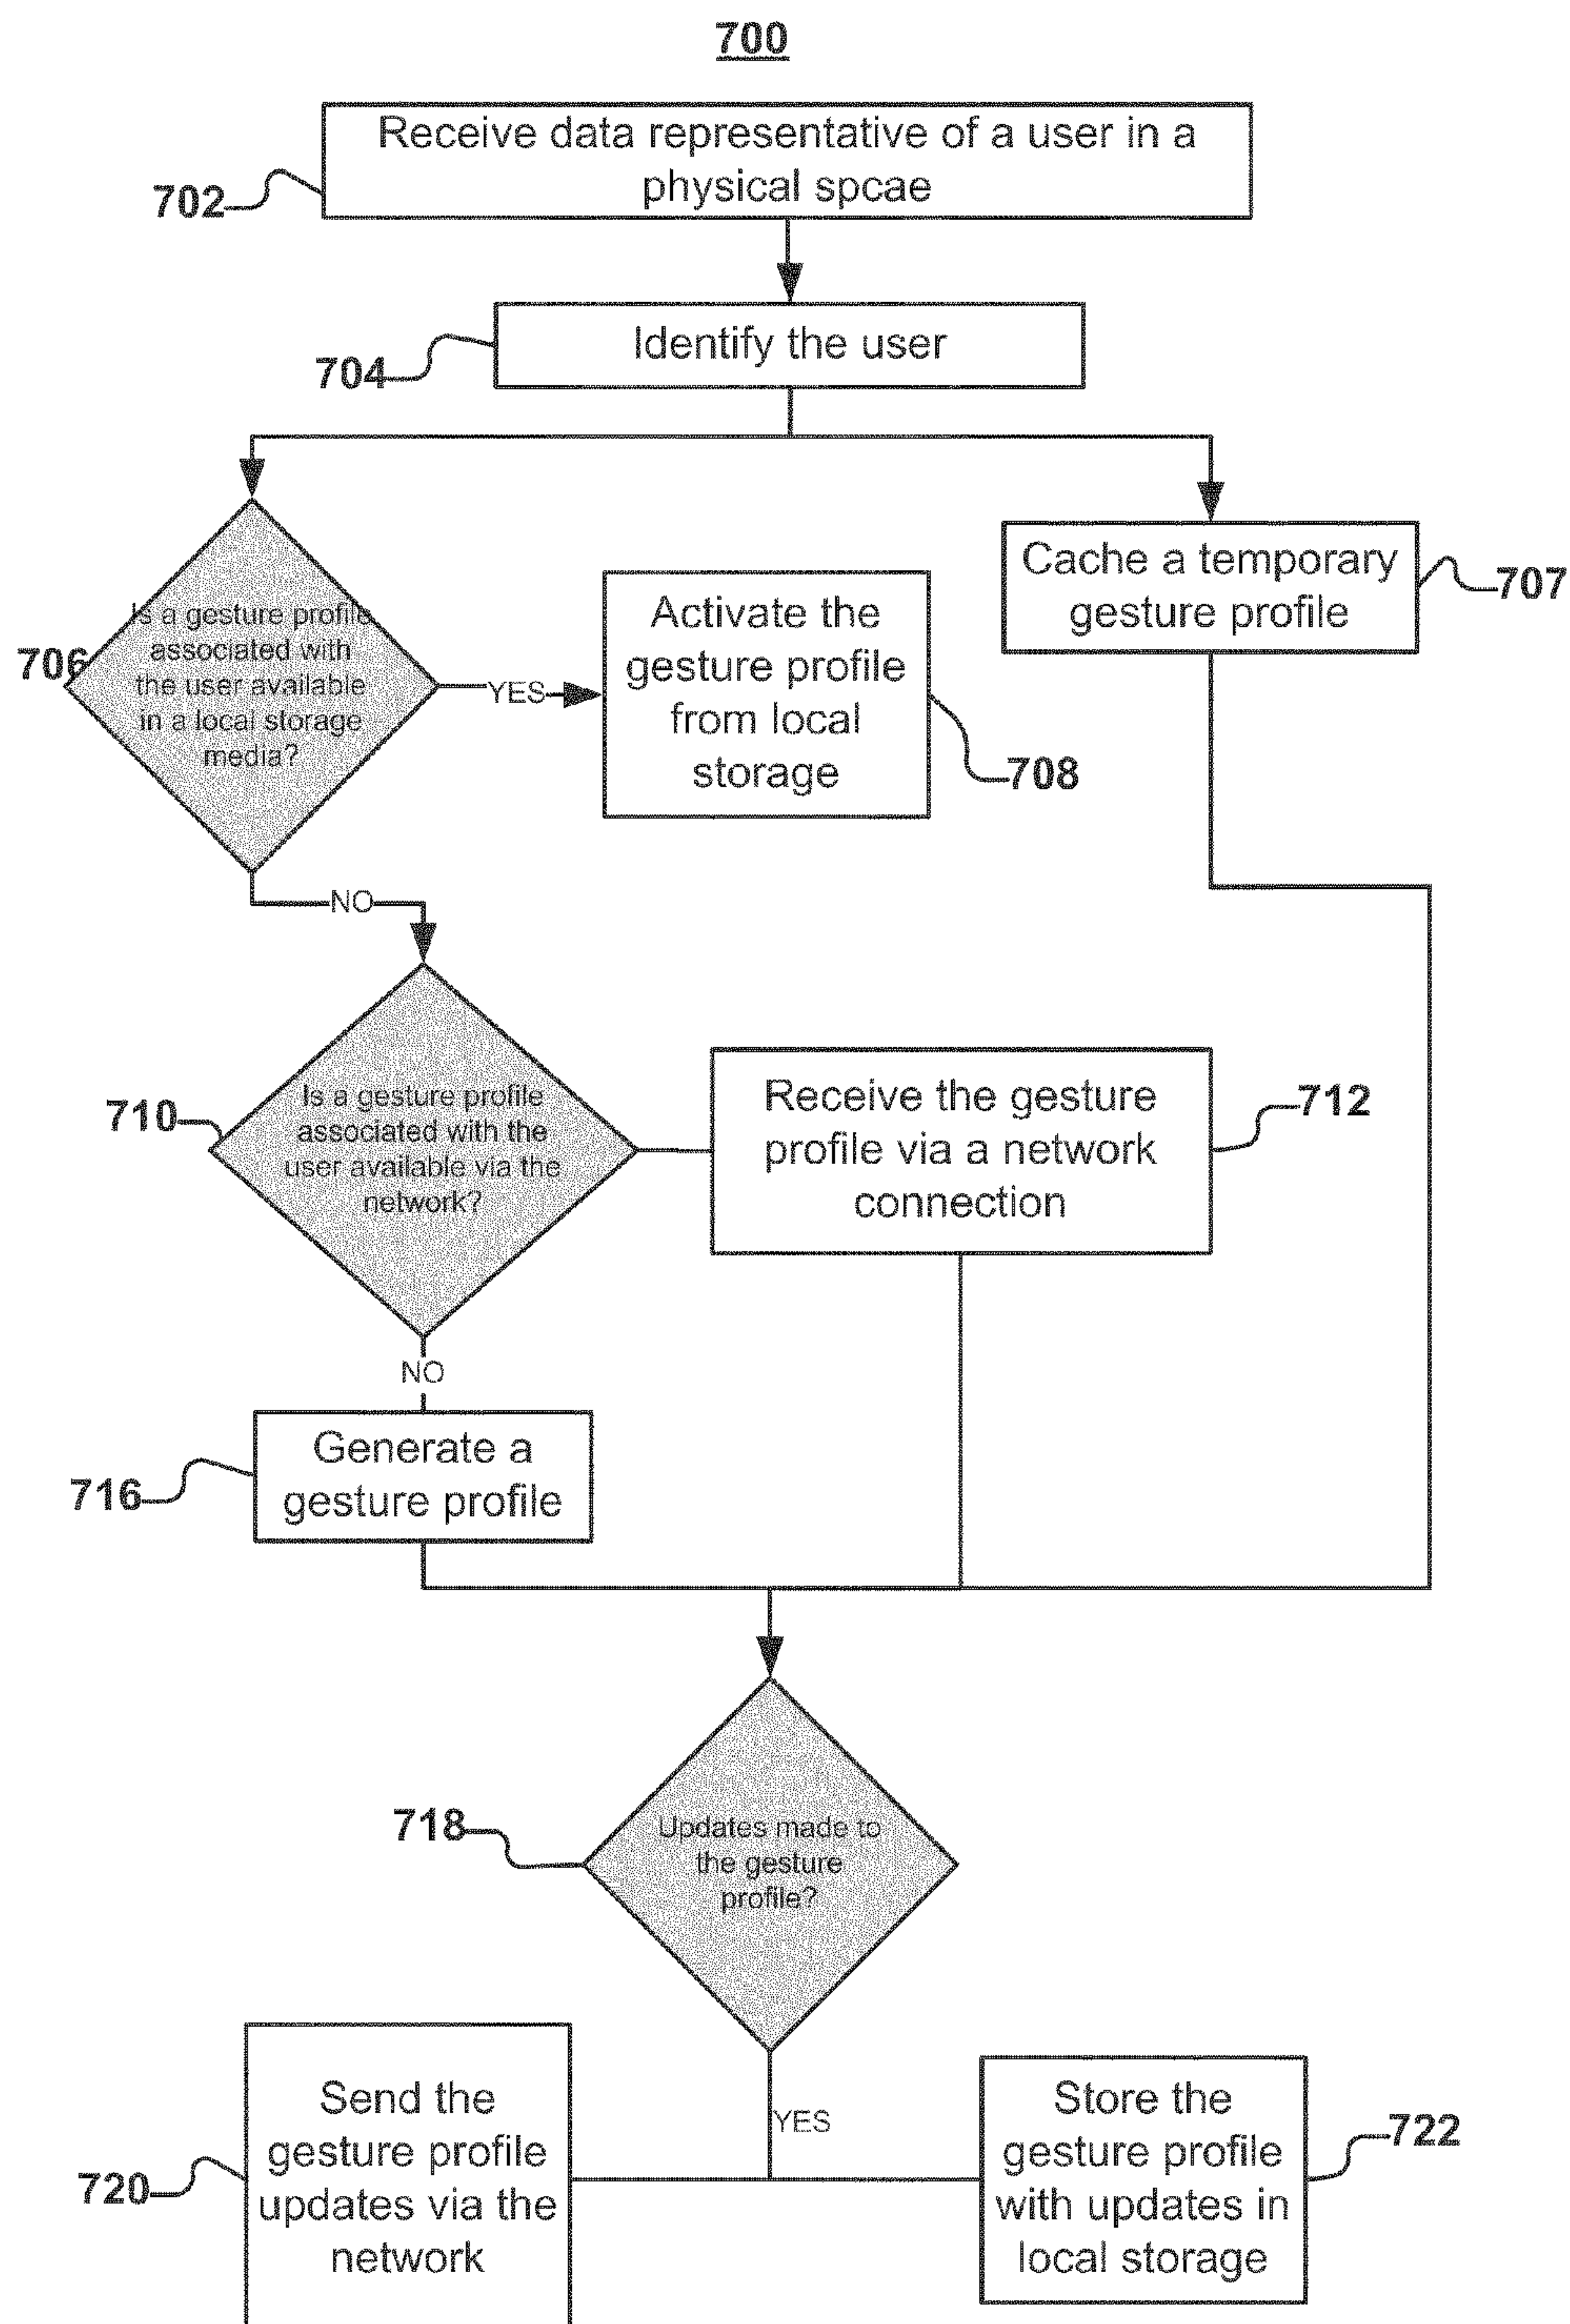 700
Receive data representative of a user in a
physical spcae
702
Identify the user
704
Is a gesture profile
associated with
the user available
in a local storage
media?
706
YES
Activate the
gesture profile
from local
storage
708
Cache a temporary
gesture profile
707
NO
Is a gesture profile
associated with the
user available via the
network?
710
Receive the gesture
profile via a network
connection
712
NO
Generate a
gesture profile
716
Updates made to
the gesture
profile?
718
YES
Send the
gesture profile
updates via the
network
720
Store the
gesture profile
with updates in
local storage
722